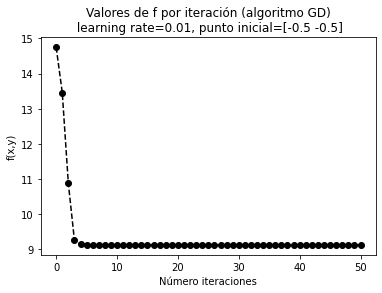 Valores de f por iteración (algoritmo GD)
learning rate=0.01, punto inicial=[-0.5 -0.5]
15
14
13
12
11
10
9
f(x,y)
0 10 20 30 40 50
Número iteraciones